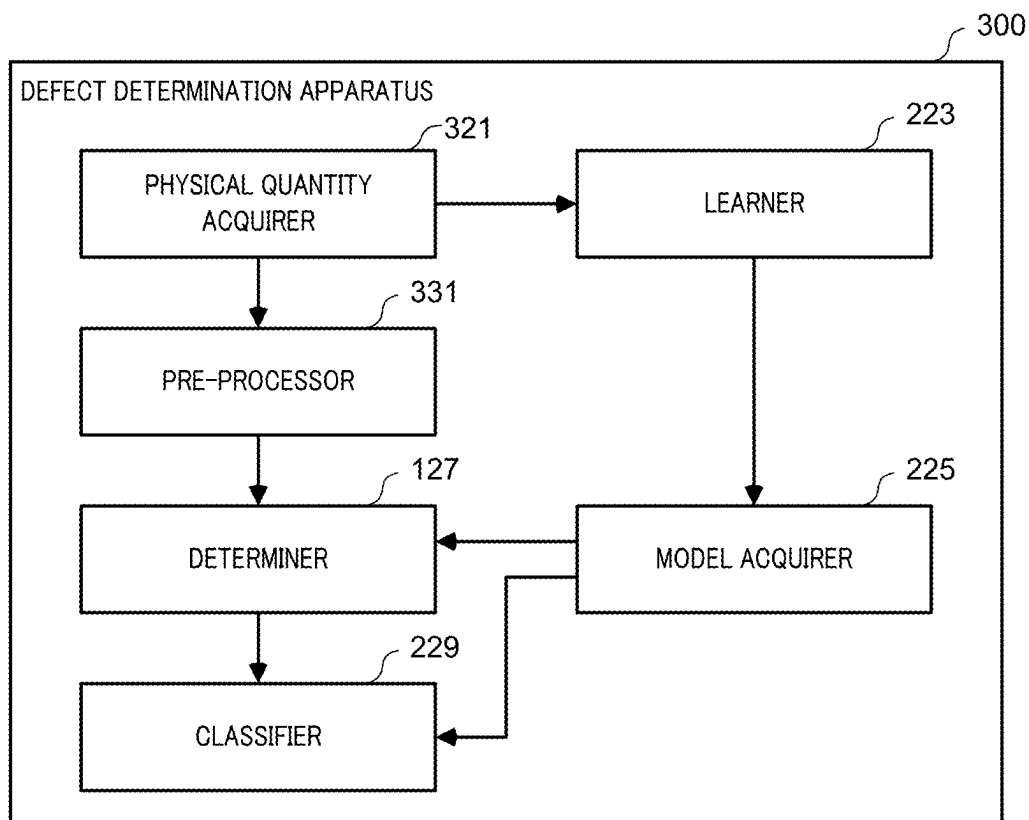 300
DEFECT DETERMINATION APPARATUS
321
PHYSICAL QUANTITY
ACQUIRER
223
LEARNER
331
PRE-PROCESSOR
127
DETERMINER
225
MODEL ACQUIRER
229
CLASSIFIER